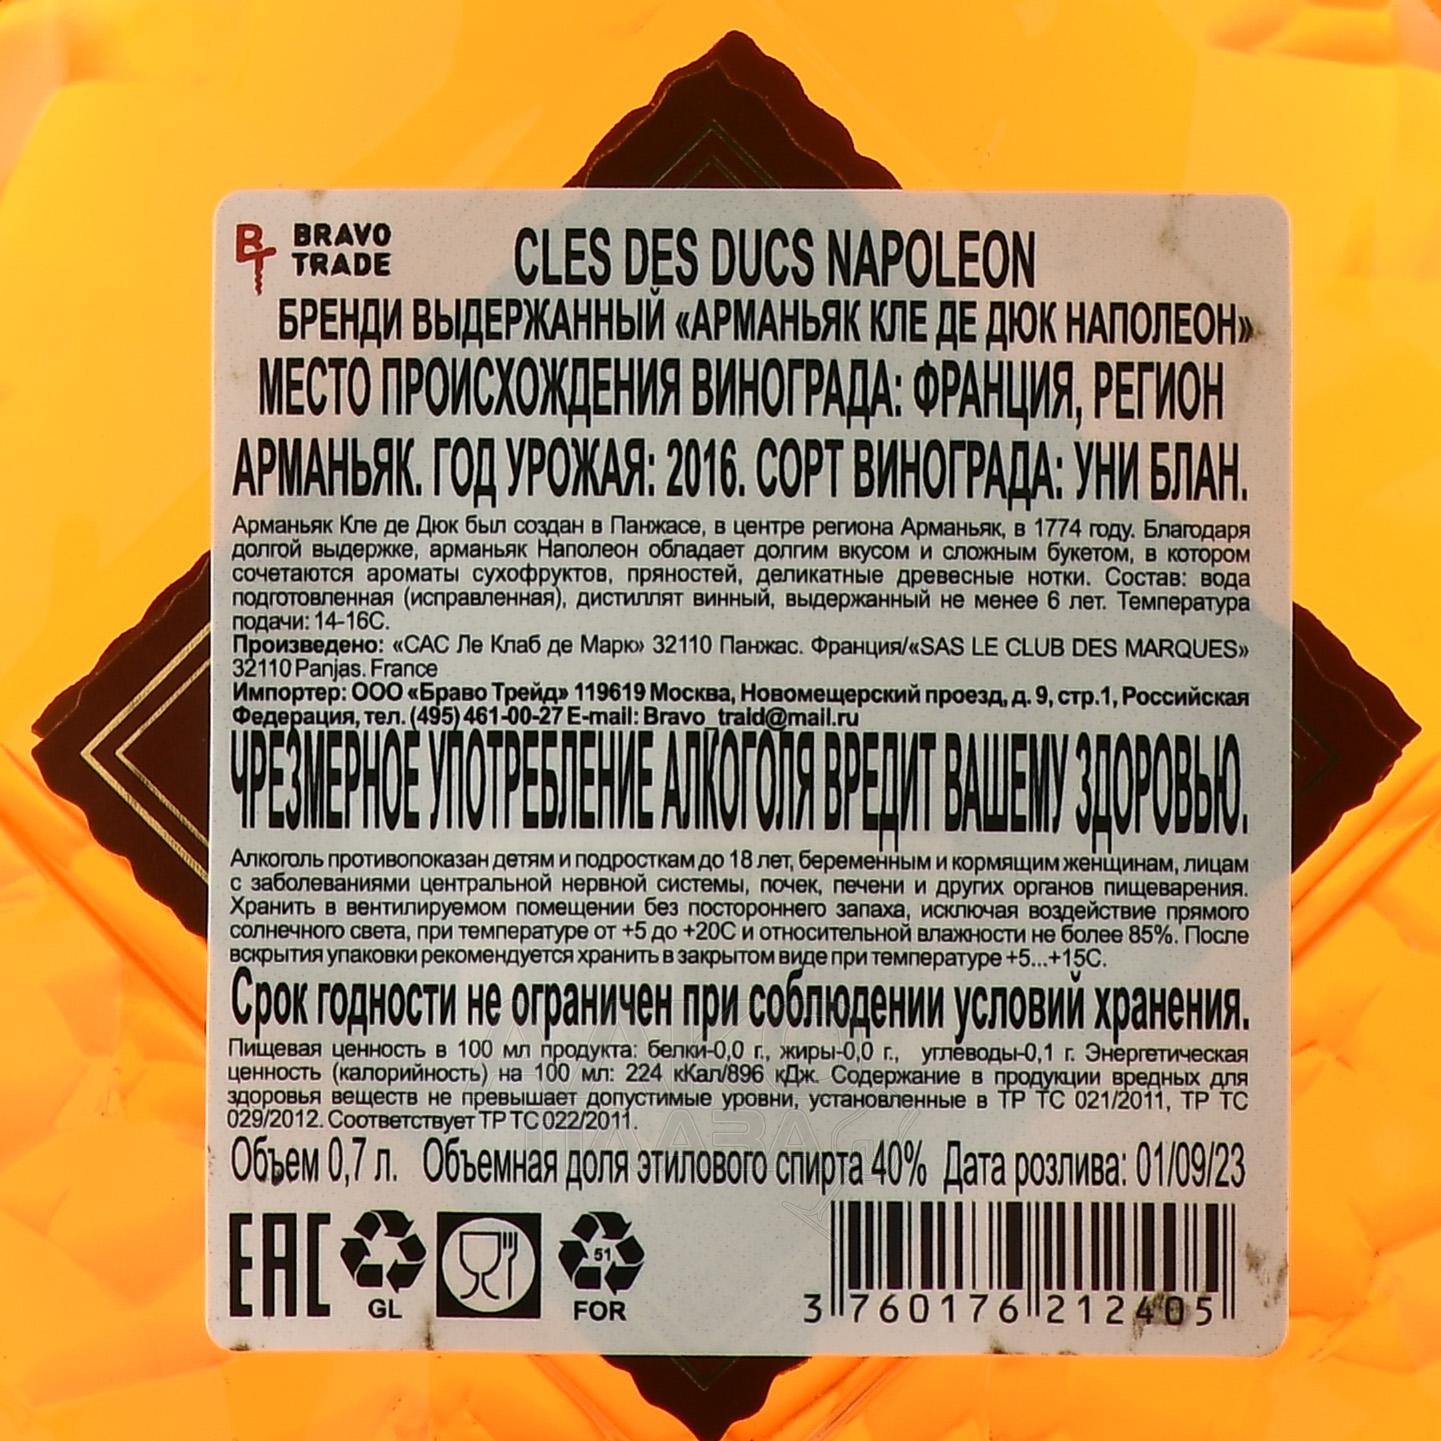 BRAVO
TRADE
CLES DES DUCS NAPOLEON
БРЕНДИ ВЫДЕРЖАННЫЙ «АРМАНЬЯК КЛЕ ДЕ ДЮК НАПОЛЕОН»
МЕСТО ПРОИСХОЖДЕНИЯ ВИНОГРАДА: ФРАНЦИЯ, РЕГИОН
АРМАНЬЯК. ГОД УРОЖАЯ: 2016. СОРТ ВИНОГРАДА: УНИ БЛАН.
Арманьяк Кле де Дюк был создан в Панжасе, в центре региона Арманьяк, в 1774 году. Благодаря
долгой выдержке, арманьяк Наполеон обладает долгим вкусом и сложным букетом, в котором
сочетаются ароматы сухофруктов, пряностей, деликатные древесные нотки. Состав: вода
подготовленная (исправленная), дистиллят винный, выдержанный не менее 6 лет. Температура
подачи: 14-16С.
Произведено: «САС Ле Клаб де Марк» 32110 Панжас. Франция/«SAS LE CLUB DES MARQUES»
32110 Panjas. France
Импортер: ООО «Браво Трейд» 119619 Москва, Новомещерский проезд, д. 9, стр.1, Российская
Федерация, тел. (495) 461-00-27 E-mail: Bravo_traid@mail.ru
ЧРЕЗМЕРНОЕ УПОТРЕБЛЕНИЕ АЛКОГОЛЯ ВРЕДИТ ВАШЕМУ ЗДОРОВЬЮ.
Алкоголь противопоказан детям и подросткам до 18 лет, беременным и кормящим женщинам, лицам
с заболеваниями центральной нервной системы, почек, печени и других органов пищеварения.
Хранить в вентилируемом помещении без постороннего запаха, исключая воздействие прямого
солнечного света, при температуре от +5 до +20С и относительной влажности не более 85%. После
вскрытия упаковки рекомендуется хранить в закрытом виде при температуре +5...+15С.
Срок годности не ограничен при соблюдении условий хранения.
Пищевая ценность в 100 мл продукта: белки-0,0 г., жиры-0,0 г., углеводы-0,1 г. Энергетическая
ценность (калорийность) на 100 мл: 224 кКал/896 кДж. Содержание в продукции вредных для
здоровья веществ не превышает допустимые уровни, установленные в ТР ТС 021/2011, ТР ТС
029/2012. Соответствует ТР ТС 022/2011.
Объем 0,7 л. Объемная доля этилового спирта 40% Дата розлива: 01/09/23
EAC
GL
51
FOR
3 760176 212405